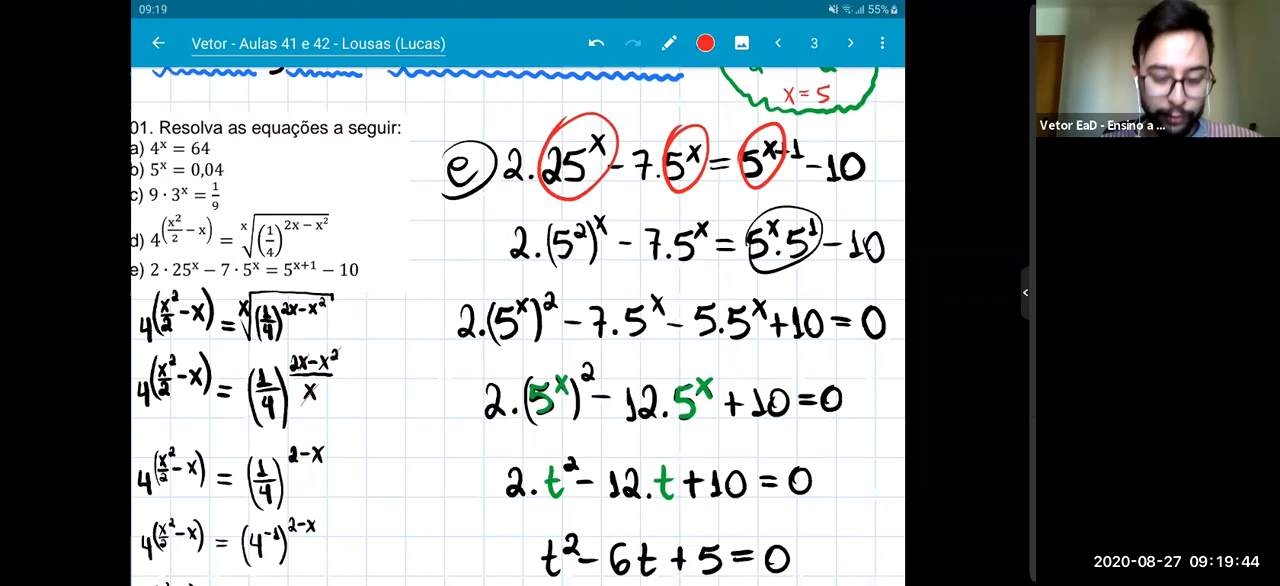 09:19
55%
Vetor - Aulas 41 e 42 - Lousas (Lucas)
3
x = 5
01. Resolva as equações a seguir:
a) 4ˣ = 64
b) 5ˣ = 0,04
c) 9 · 3ˣ = 1/9
d) 4^(x²/2 − x) = ˣ√((1/4)^(2x − x²))
e) 2 · 25ˣ − 7 · 5ˣ = 5ˣ⁺¹ − 10
4^(x²/2 − x) = ˣ√((1/4)^(2x − x²))
4^(x²/2 − x) = (1/4)^((2x − x²)/x)
4^(x²/2 − x) = (1/4)^(2 − x)
4^(x²/2 − x) = (4⁻¹)^(2 − x)
e) 2.25ˣ − 7.5ˣ = 5ˣ⁺¹ − 10
2.(5²)ˣ − 7.5ˣ = 5ˣ.5¹ − 10
2.(5ˣ)² − 7.5ˣ − 5.5ˣ + 10 = 0
2.(5ˣ)² − 12.5ˣ + 10 = 0
2.t² − 12.t + 10 = 0
t² − 6t + 5 = 0
Vetor EaD - Ensino a ...
2020-08-27 09:19:44